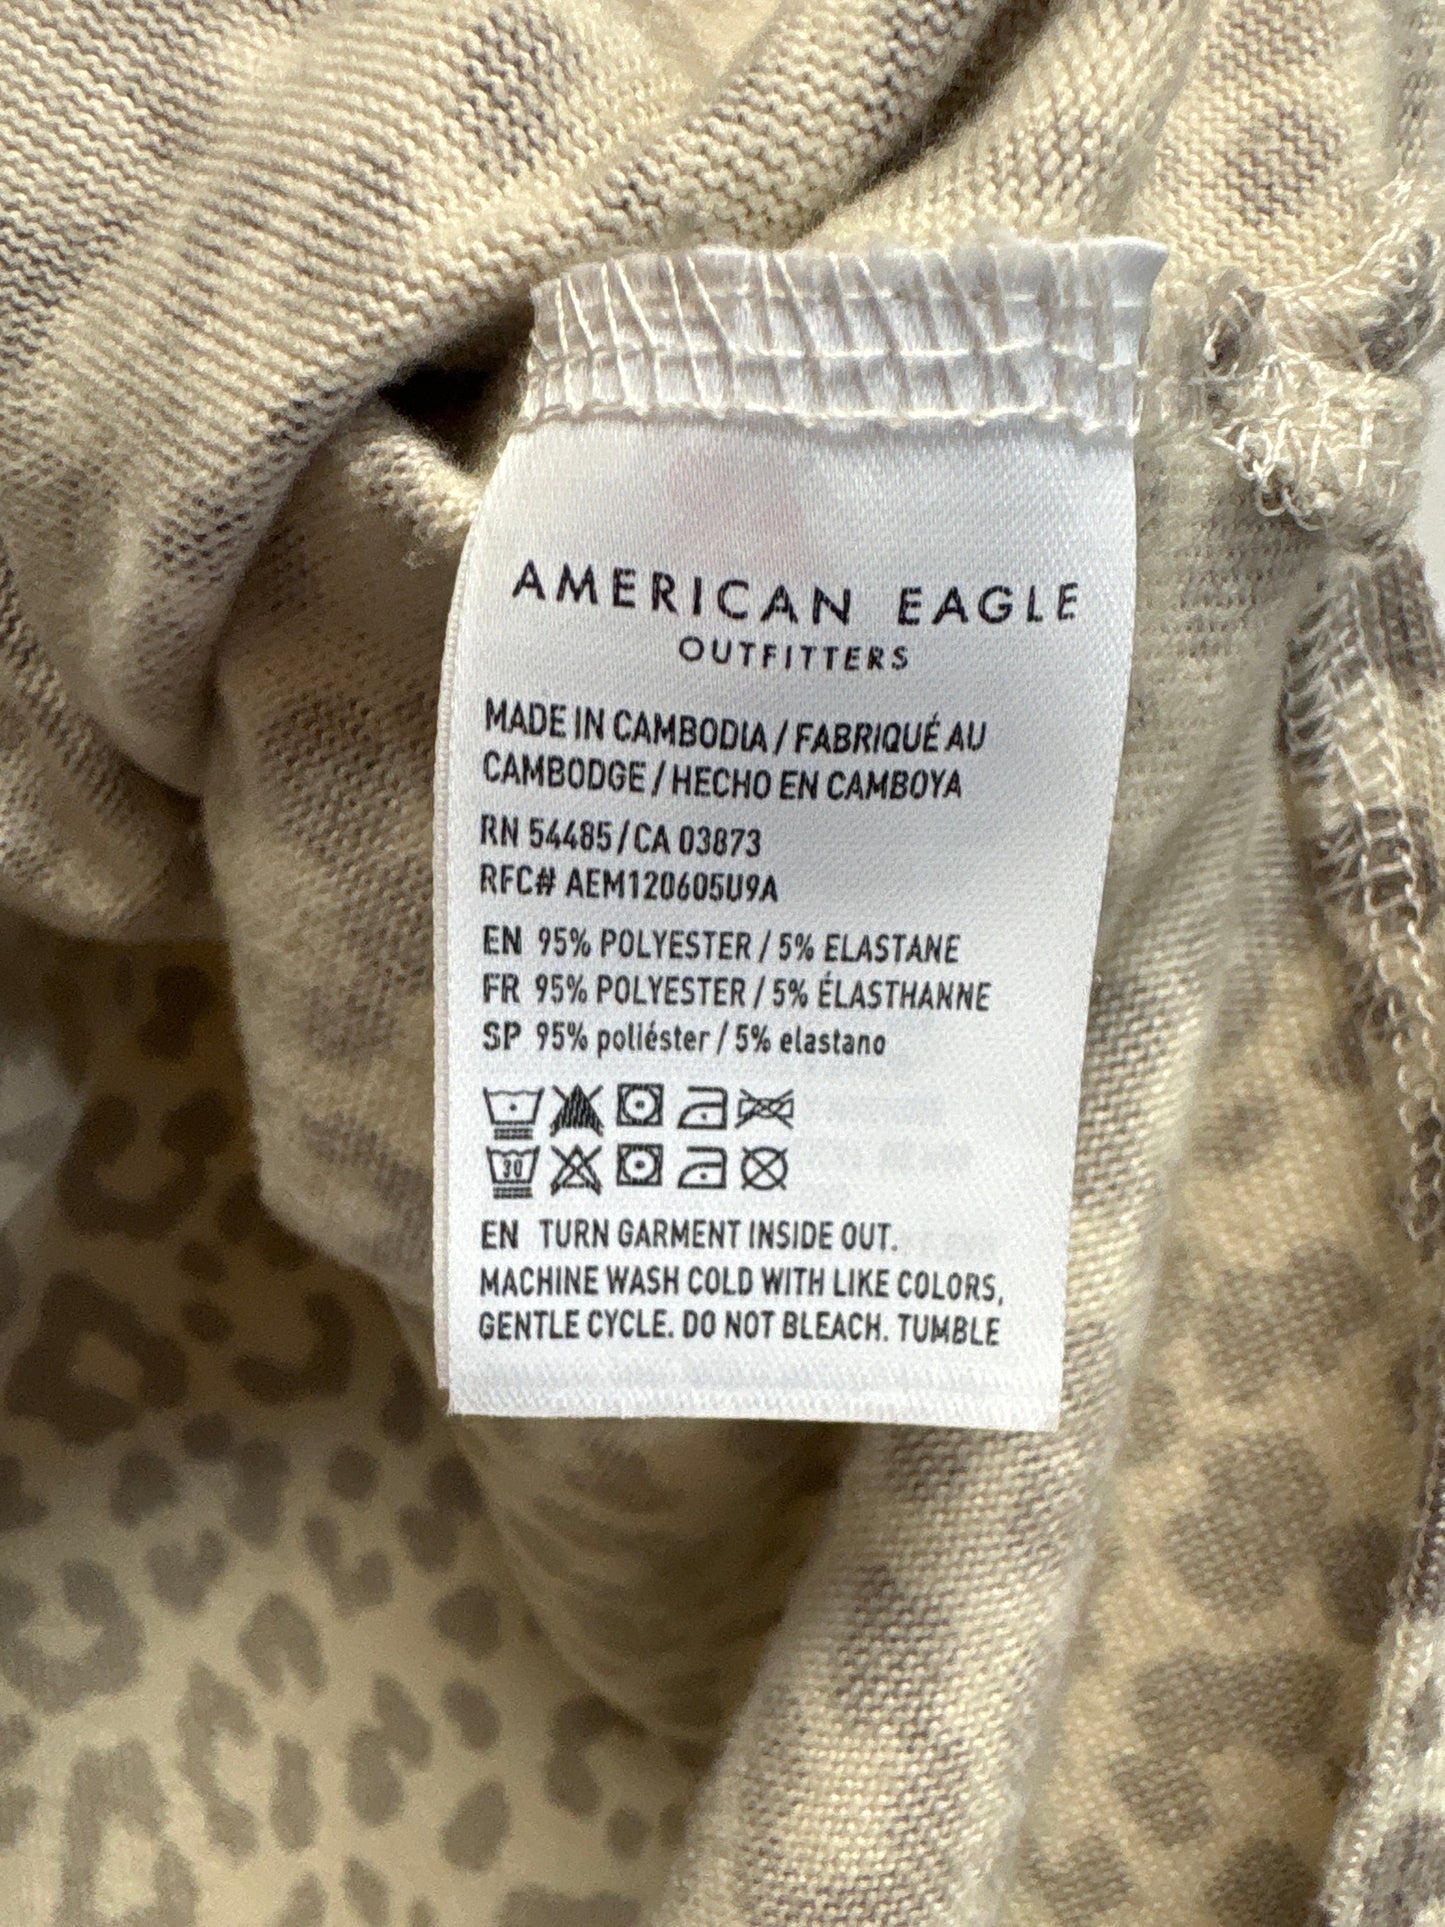 AMERICAN EAGLE
OUTFITTERS
MADE IN CAMBODIA / FABRIQUÉ AU
CAMBODGE / HECHO EN CAMBOYA
RN 54485 / CA 03873
RFC# AEM120605U9A
EN 95% POLYESTER / 5% ELASTANE
FR 95% POLYESTER / 5% ÉLASTHANNE
SP 95% poliéster / 5% elastano
30
EN TURN GARMENT INSIDE OUT.
MACHINE WASH COLD WITH LIKE COLORS,
GENTLE CYCLE. DO NOT BLEACH. TUMBLE